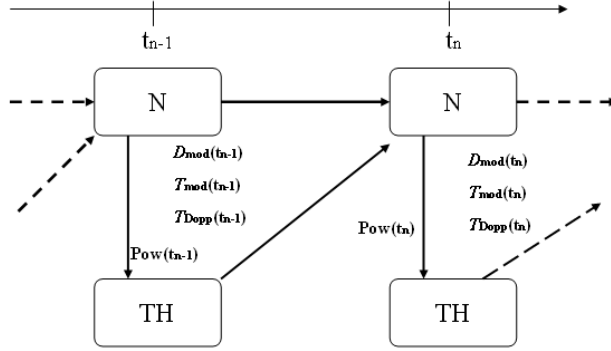 tn-1 tn
N N
Dmod(tn-1)
Tmod(tn-1)
TDopp(tn-1)
Pow(tn-1)
Dmod(tn)
Tmod(tn)
TDopp(tn)
Pow(tn)
TH TH